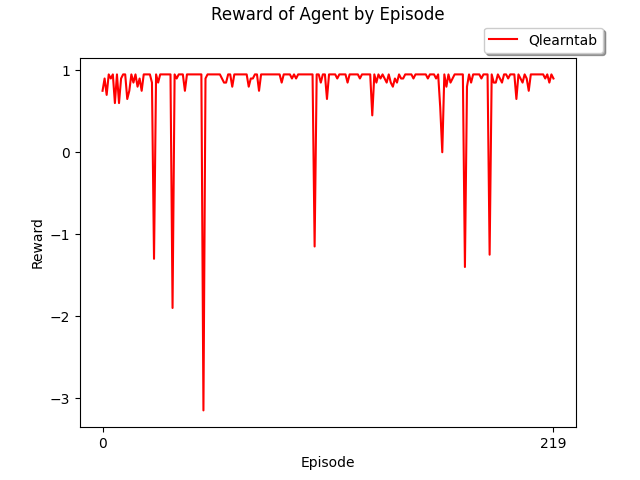 Reward of Agent by Episode
Qlearntab
1
0
−1
−2
−3
Reward
0
219
Episode